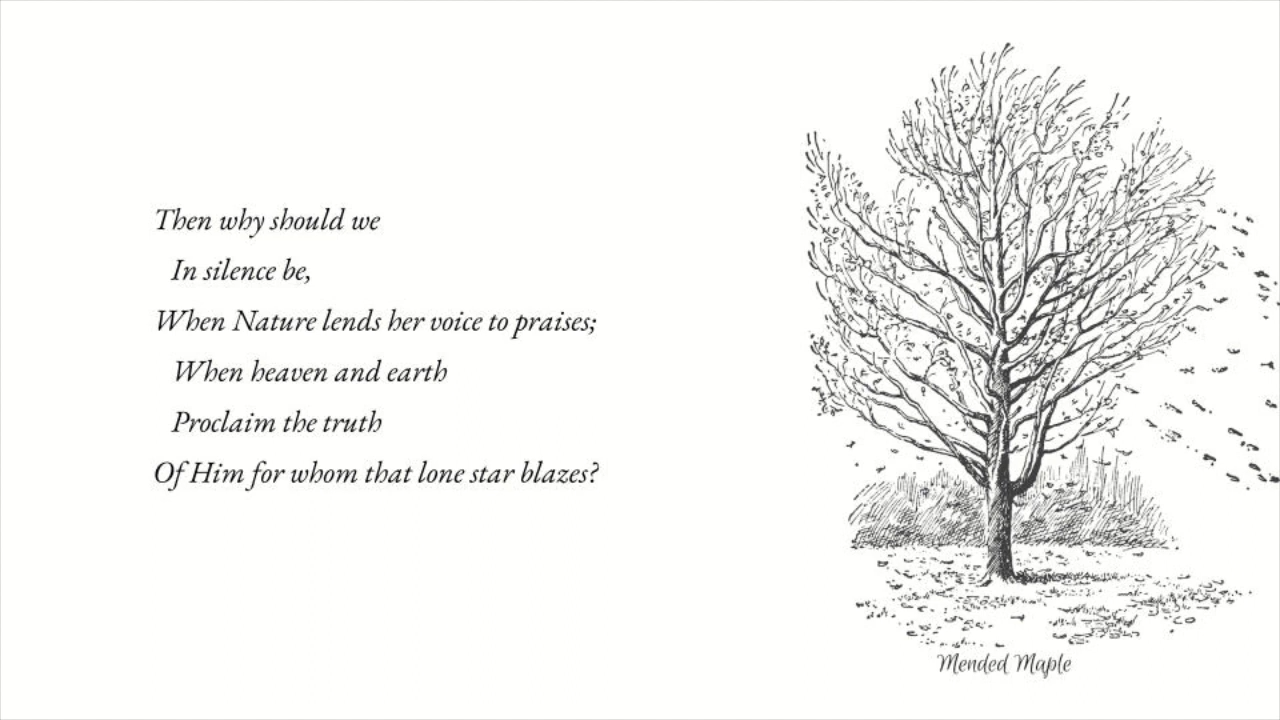 Then why should we
In silence be,
When Nature lends her voice to praises;
When heaven and earth
Proclaim the truth
Of Him for whom that lone star blazes?
Mended Maple